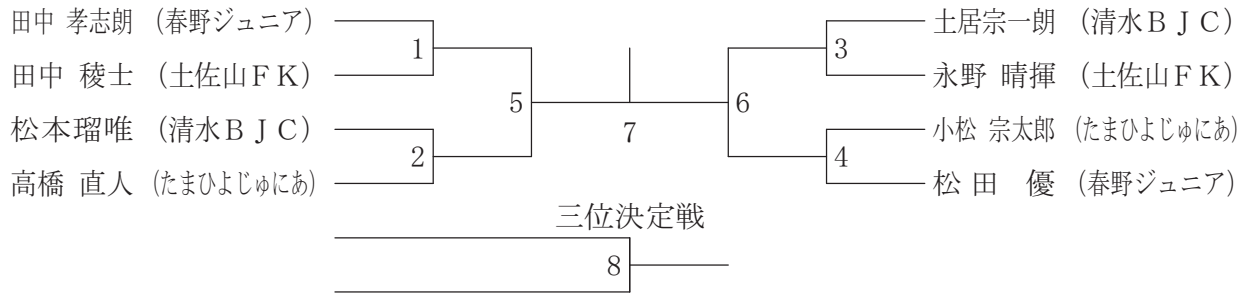 田中 孝志朗 (春野ジュニア)
1
田中 稜士 (土佐山FK)
5
松本瑠唯 (清水BJC)
2
高橋 直人 (たまひよじゅにあ)
7
土居宗一朗 (清水BJC)
3
永野 晴揮 (土佐山FK)
6
小松 宗太郎 (たまひよじゅにあ)
4
松田 優 (春野ジュニア)
三位決定戦
8